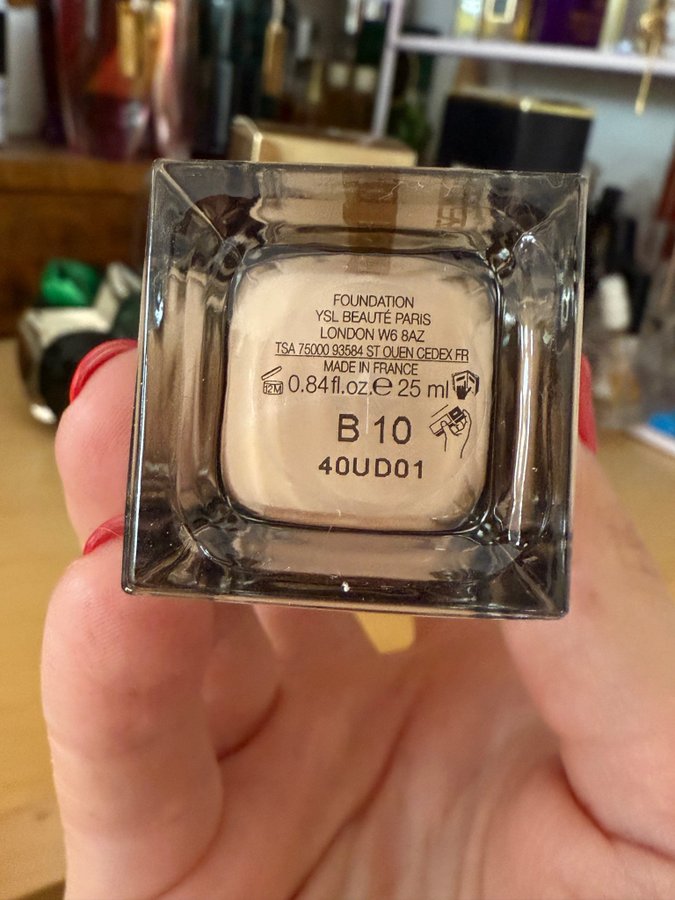 FOUNDATION
YSL BEAUTÉ PARIS
LONDON W6 8AZ
TSA 75000 93584 ST OUEN CEDEX FR
MADE IN FRANCE
12M 0.84fl.oz.℮ 25 ml
B 10
40UD01